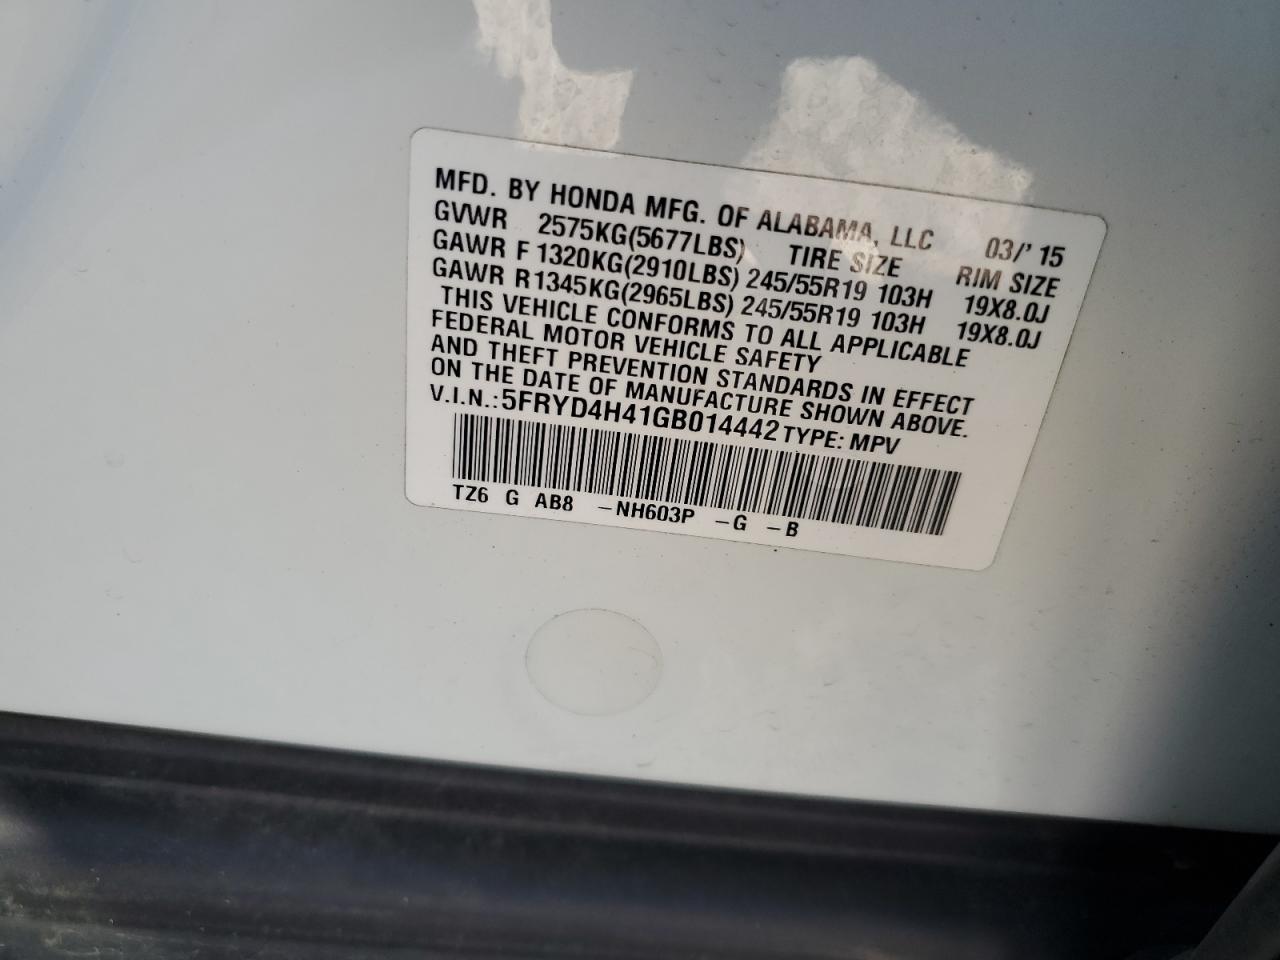 MFD. BY HONDA MFG. OF ALABAMA, LLC 03/'15
GVWR 2575KG(5677LBS) TIRE SIZE RIM SIZE
GAWR F 1320KG(2910LBS) 245/55R19 103H 19X8.0J
GAWR R1345KG(2965LBS) 245/55R19 103H 19X8.0J
THIS VEHICLE CONFORMS TO ALL APPLICABLE
FEDERAL MOTOR VEHICLE SAFETY
AND THEFT PREVENTION STANDARDS IN EFFECT
ON THE DATE OF MANUFACTURE SHOWN ABOVE.
V.I.N.:5FRYD4H41GB014442 TYPE: MPV
TZ6 G AB8 -NH603P -G -B